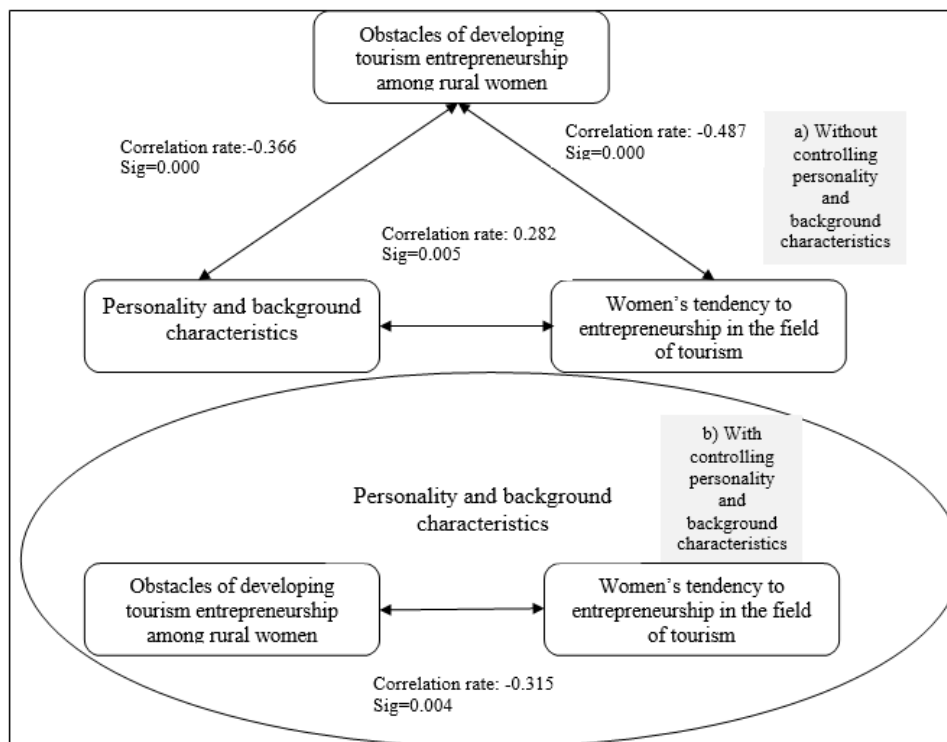 Obstacles of developing
tourism entrepreneurship
among rural women
Correlation rate:-0.366
Sig=0.000
Correlation rate: -0.487
Sig=0.000
a) Without
controlling
personality
and
background
characteristics
Correlation rate: 0.282
Sig=0.005
Personality and background
characteristics
Women's tendency to
entrepreneurship in the field
of tourism
b) With
controlling
personality
and
background
characteristics
Personality and background
characteristics
Obstacles of developing
tourism entrepreneurship
among rural women
Women's tendency to
entrepreneurship in the field
of tourism
Correlation rate: -0.315
Sig=0.004